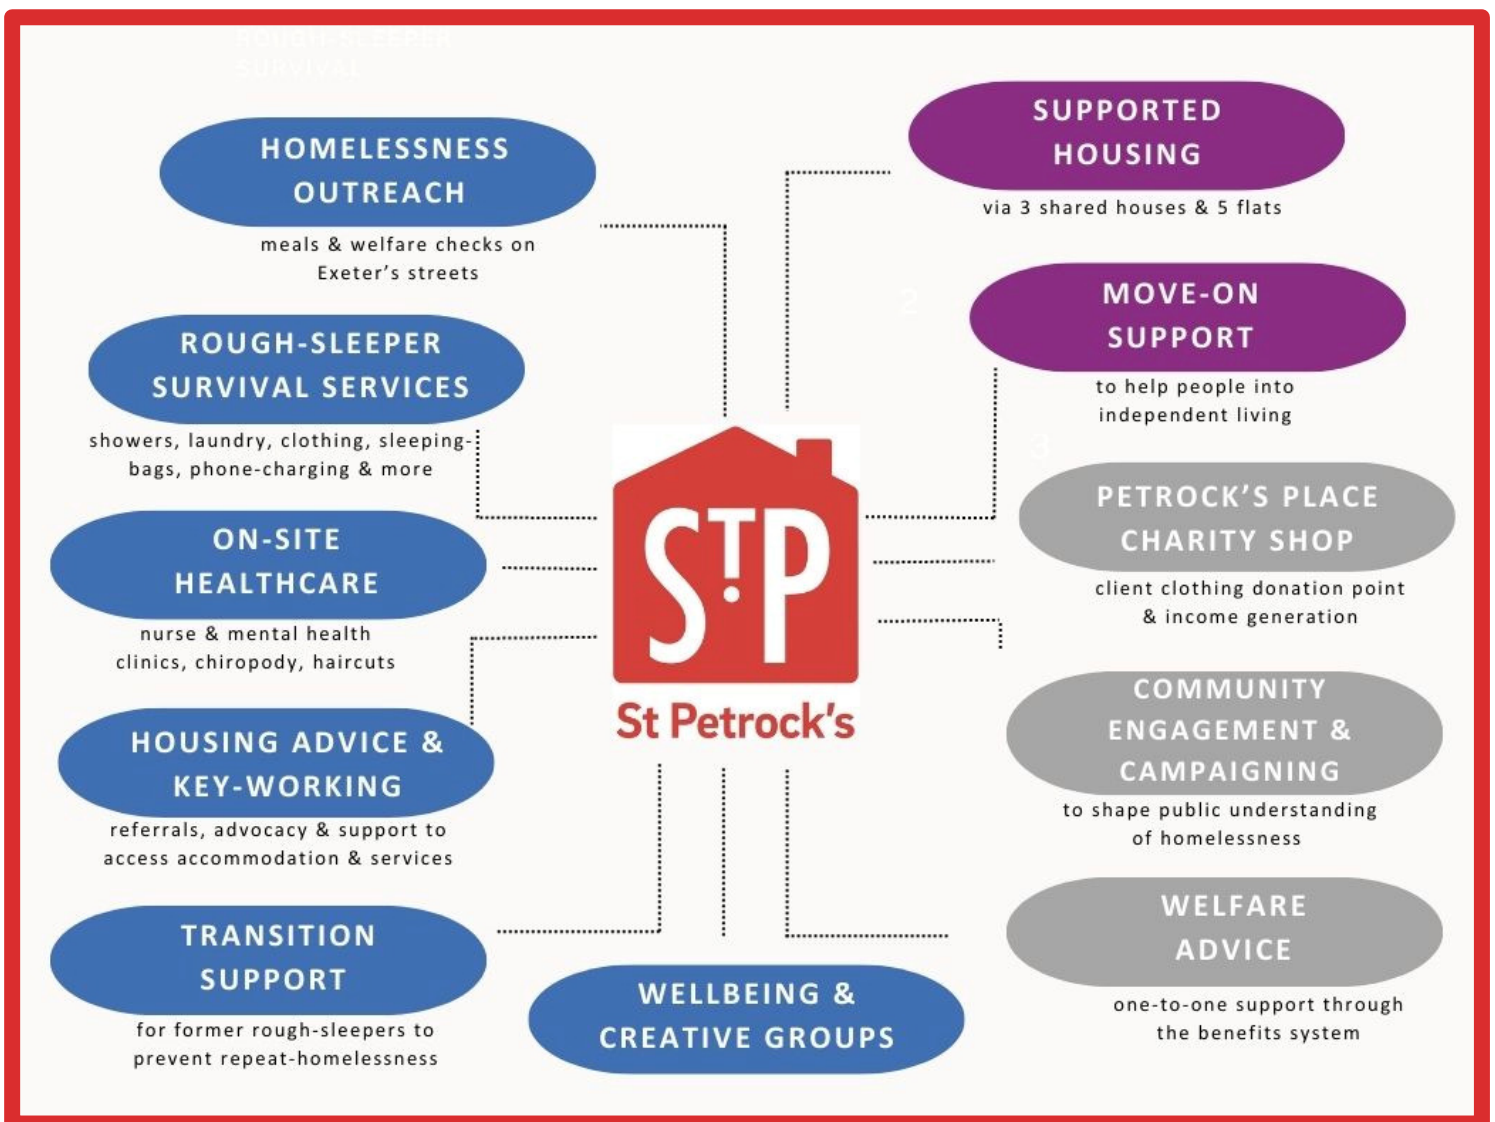 HOMELESSNESS
OUTREACH
meals & welfare checks on
Exeter's streets
ROUGH-SLEEPER
SURVIVAL SERVICES
showers, laundry, clothing, sleeping-
bags, phone-charging & more
ON-SITE
HEALTHCARE
nurse & mental health
clinics, chiropody, haircuts
HOUSING ADVICE &
KEY-WORKING
referrals, advocacy & support to
access accommodation & services
TRANSITION
SUPPORT
for former rough-sleepers to
prevent repeat-homelessness
ROUGH-SLEEPER
SURVIVAL
STP
St Petrock's
WELLBEING &
CREATIVE GROUPS
SUPPORTED
HOUSING
via 3 shared houses & 5 flats
2
MOVE-ON
SUPPORT
to help people into
independent living
3
PETROCK'S PLACE
CHARITY SHOP
client clothing donation point
& income generation
COMMUNITY
ENGAGEMENT &
CAMPAIGNING
to shape public understanding
of homelessness
WELFARE
ADVICE
one-to-one support through
the benefits system